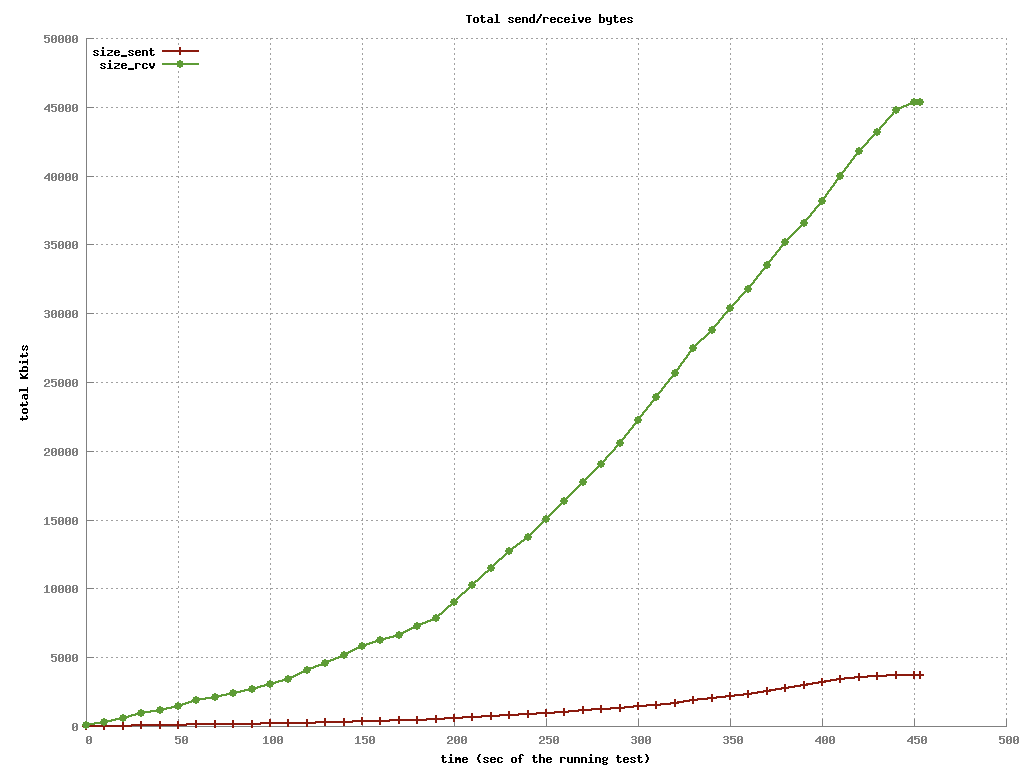 Total send/receive bytes
50000
size_sent
size_rcv
45000
40000
35000
30000
25000
20000
15000
10000
5000
0
total Kbits
0 50 100 150 200 250 300 350 400 450 500
time (sec of the running test)